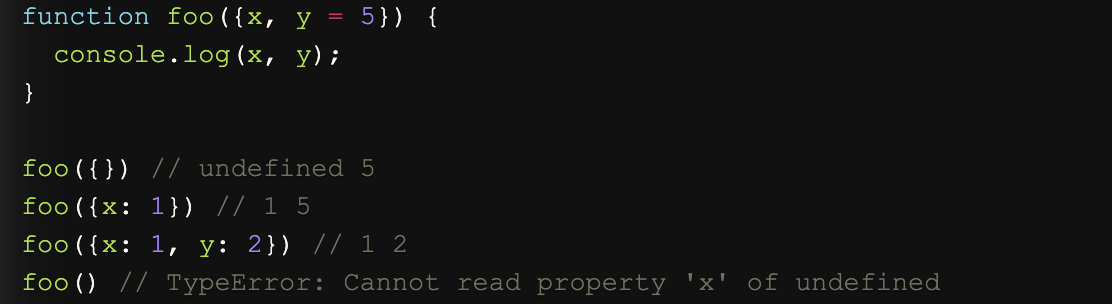 function foo({x, y = 5}) {
  console.log(x, y);
}

foo({}) // undefined 5
foo({x: 1}) // 1 5
foo({x: 1, y: 2}) // 1 2
foo() // TypeError: Cannot read property 'x' of undefined